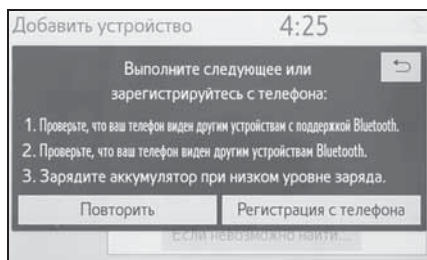 Добавить устройство 4:25
Выполните следующее или
зарегистрируйтесь с телефона:
1. Проверьте, что ваш телефон виден другим устройствам с поддержкой Bluetooth.
2. Проверьте, что ваш телефон виден другим устройствам Bluetooth.
3. Зарядите аккумулятор при низком уровне заряда.
Повторить Регистрация с телефона
Если невозможно найти...